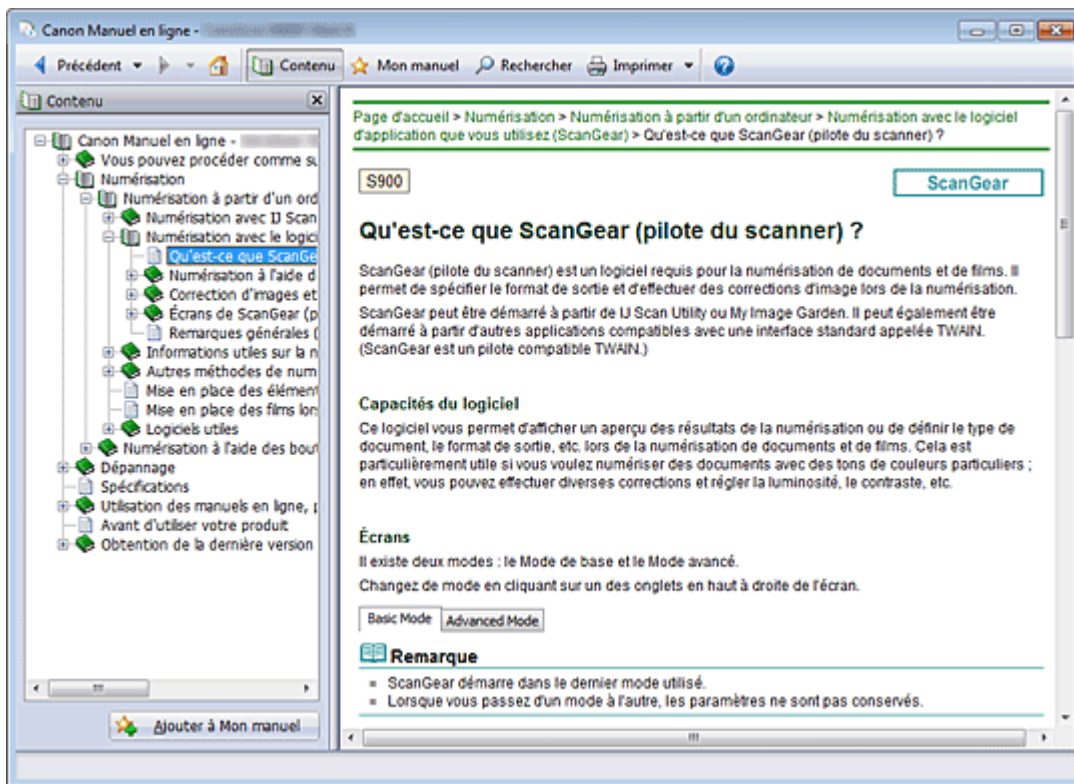 Canon Manuel en ligne -
Précédent
Contenu
Mon manuel
Rechercher
Imprimer
Contenu
Canon Manuel en ligne -
Vous pouvez procéder comme su
Numérisation
Numérisation à partir d'un ord
Numérisation avec IJ Scan
Numérisation avec le logici
Qu'est-ce que ScanGe
Numérisation à l'aide d
Correction d'images et
Écrans de ScanGear (p
Remarques générales (
Informations utiles sur la n
Autres méthodes de num
Mise en place des élément
Mise en place des films lors
Logiciels utiles
Numérisation à l'aide des bout
Dépannage
Spécifications
Utilisation des manuels en ligne, p
Avant d'utiliser votre produit
Obtention de la dernière version
Ajouter à Mon manuel
Page d'accueil > Numérisation > Numérisation à partir d'un ordinateur > Numérisation avec le logiciel
d'application que vous utilisez (ScanGear) > Qu'est-ce que ScanGear (pilote du scanner) ?
S900
ScanGear
Qu'est-ce que ScanGear (pilote du scanner) ?
ScanGear (pilote du scanner) est un logiciel requis pour la numérisation de documents et de films. Il
permet de spécifier le format de sortie et d'effectuer des corrections d'image lors de la numérisation.
ScanGear peut être démarré à partir de IJ Scan Utility ou My Image Garden. Il peut également être
démarré à partir d'autres applications compatibles avec une interface standard appelée TWAIN.
(ScanGear est un pilote compatible TWAIN.)
Capacités du logiciel
Ce logiciel vous permet d'afficher un aperçu des résultats de la numérisation ou de définir le type de
document, le format de sortie, etc. lors de la numérisation de documents et de films. Cela est
particulièrement utile si vous voulez numériser des documents avec des tons de couleurs particuliers ;
en effet, vous pouvez effectuer diverses corrections et régler la luminosité, le contraste, etc.
Écrans
Il existe deux modes : le Mode de base et le Mode avancé.
Changez de mode en cliquant sur un des onglets en haut à droite de l'écran.
Basic Mode
Advanced Mode
Remarque
ScanGear démarre dans le dernier mode utilisé.
Lorsque vous passez d'un mode à l'autre, les paramètres ne sont pas conservés.